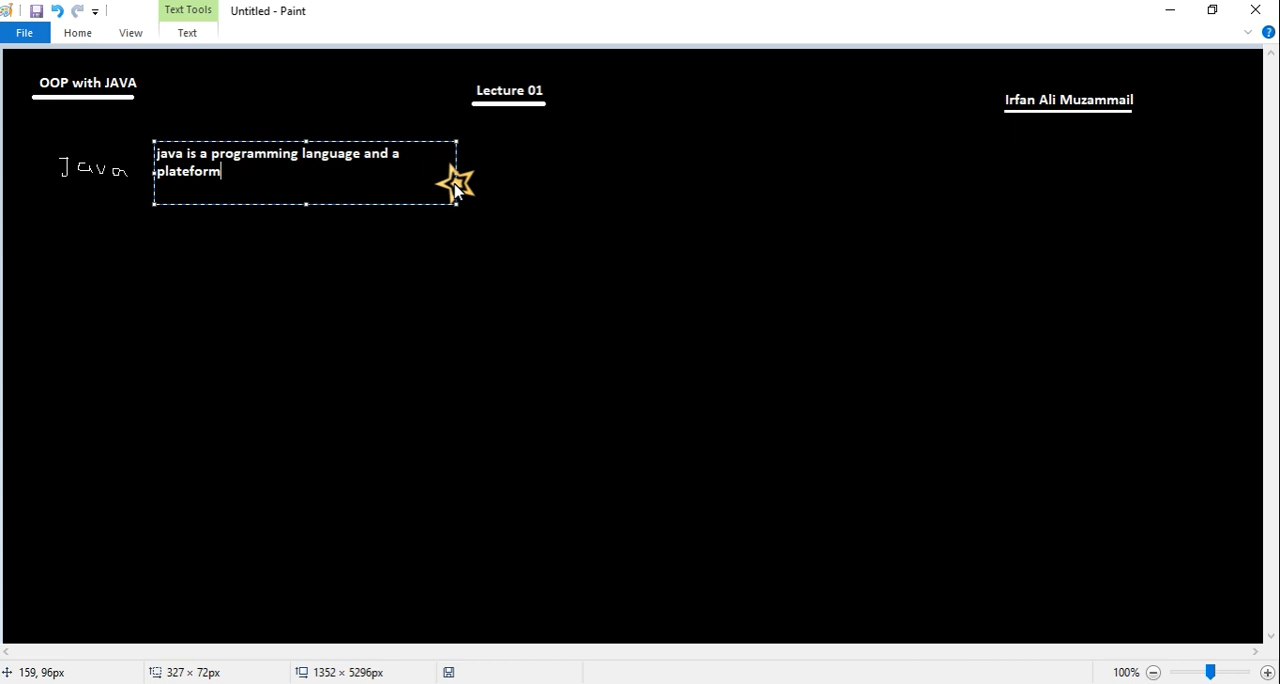 Text Tools
Untitled - Paint
File
Home
View
Text
OOP with JAVA
Lecture 01
Irfan Ali Muzammail
Java
java is a programming language and a
plateform
159, 96px
327 × 72px
1352 × 5296px
100%